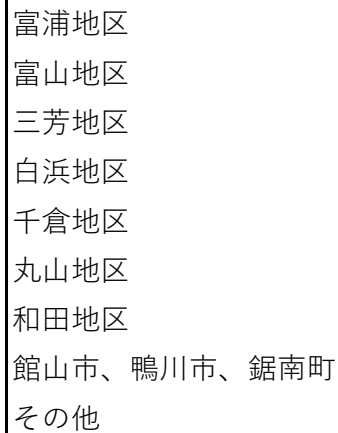 富浦地区
富山地区
三芳地区
白浜地区
千倉地区
丸山地区
和田地区
館山市、鴨川市、鋸南町
その他